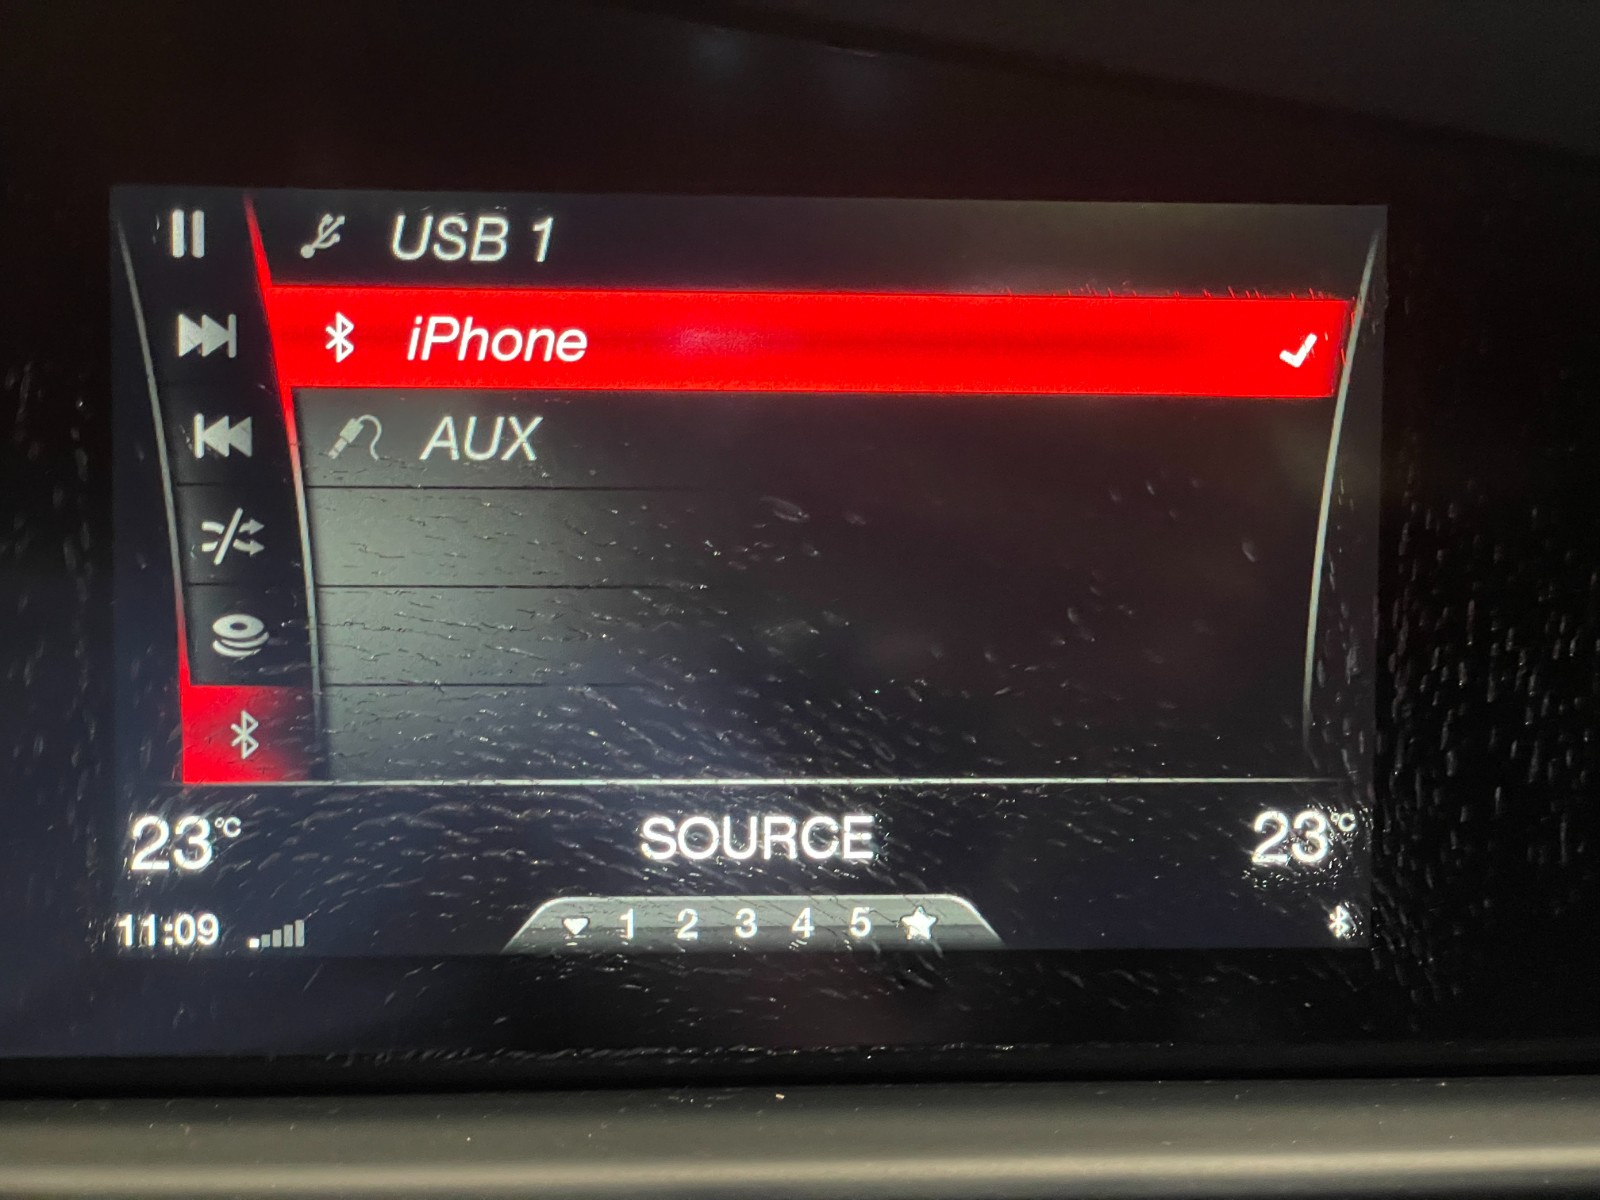 USB 1
iPhone
AUX
23°C SOURCE 23°C
11:09 1 2 3 4 5